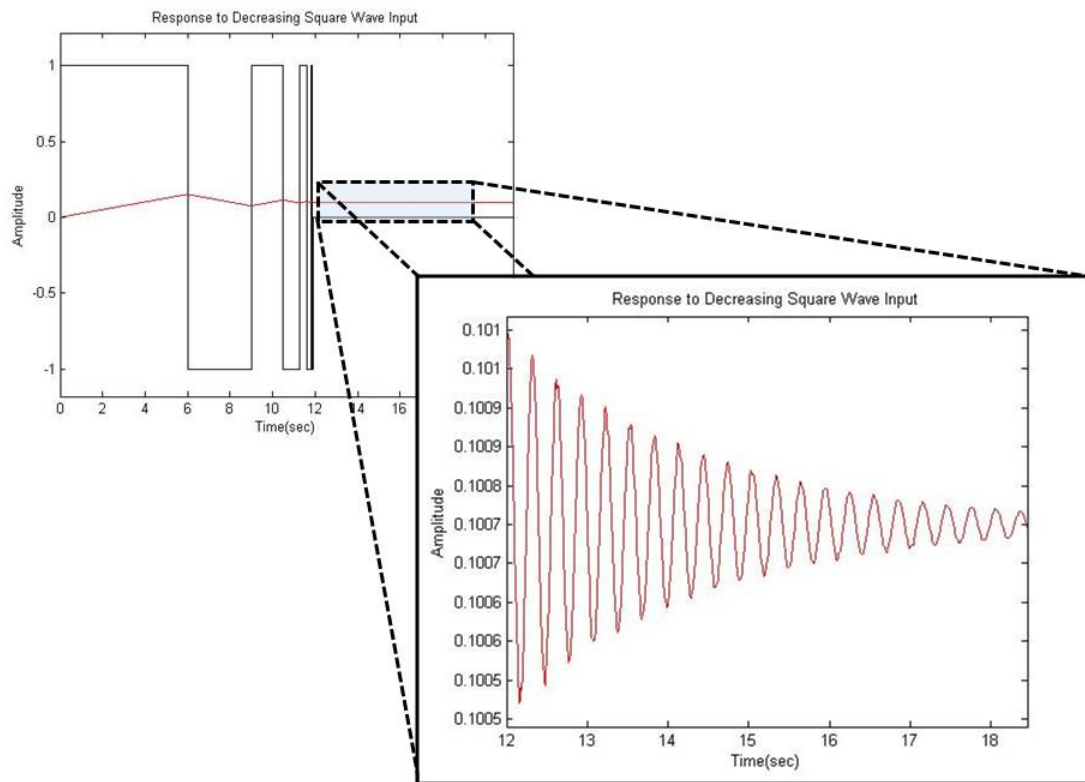 Response to Decreasing Square Wave Input
1
0.5
Amplitude
0
-0.5
-1
0 2 4 6 8 10 12 14 16
Time(sec)
Response to Decreasing Square Wave Input
0.101
0.101
0.1009
0.1009
0.1008
Amplitude
0.1007
0.1007
0.1006
0.1006
0.1005
0.1005
12 13 14 15 16 17 18
Time(sec)